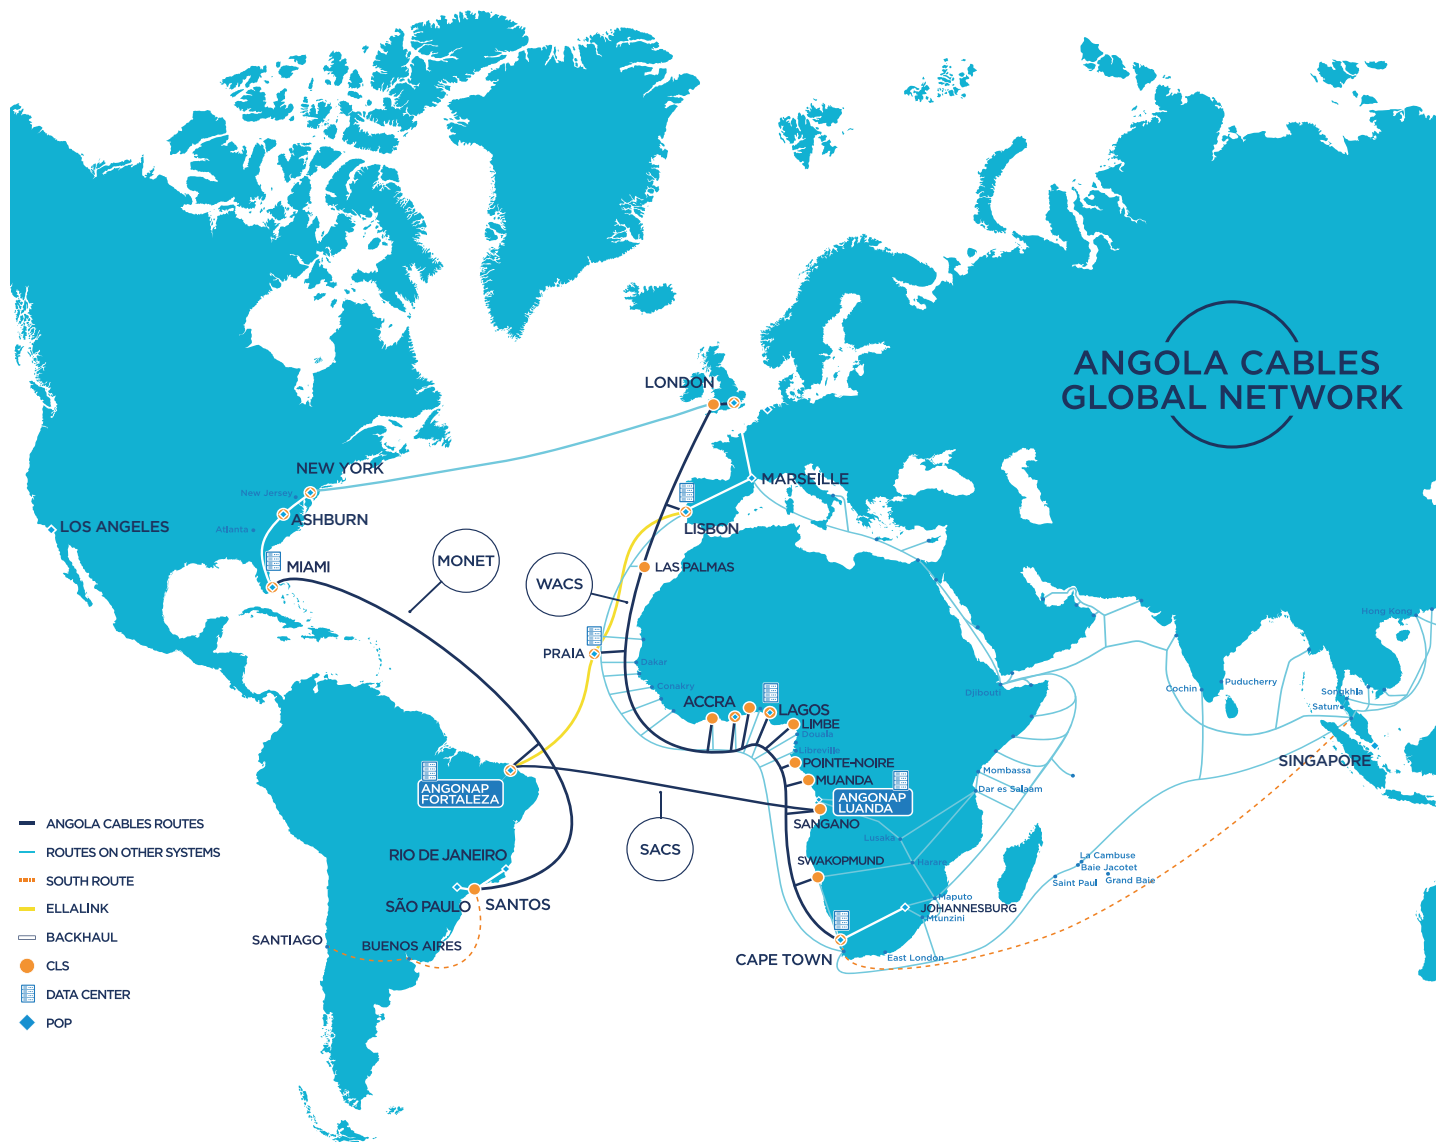 ANGOLA CABLES
GLOBAL NETWORK
LONDON
NEW YORK
New Jersey
ASHBURN
LOS ANGELES
Atlanta
MIAMI
MONET
WACS
MARSEILLE
LISBON
LAS PALMAS
PRAIA
Dakar
Conakry
ACCRA
LAGOS
LIMBE
Douala
Libreville
POINTE-NOIRE
MUANDA
ANGONAP
LUANDA
SANGANO
ANGONAP
FORTALEZA
SACS
Lusaka
Harare
SWAKOPMUND
Maputo
JOHANNESBURG
Mtunzini
CAPE TOWN
East London
Djibouti
Mombassa
Dar es Salaam
La Cambuse
Baie Jacotet
Saint Paul
Grand Baie
Hong Kong
Cochin
Puducherry
Songkhla
Satum
SINGAPORE
RIO DE JANEIRO
SÃO PAULO
SANTOS
SANTIAGO
BUENOS AIRES
ANGOLA CABLES ROUTES
ROUTES ON OTHER SYSTEMS
SOUTH ROUTE
ELLALINK
BACKHAUL
CLS
DATA CENTER
POP